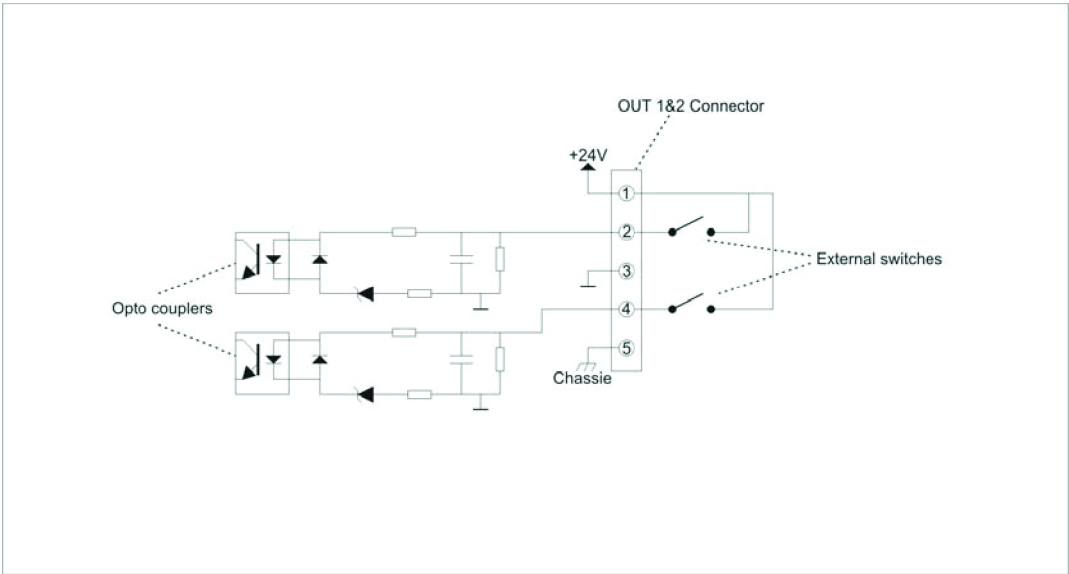 OUT 1&2 Connector
+24V
1
2
3
4
5
External switches
Opto couplers
Chassie